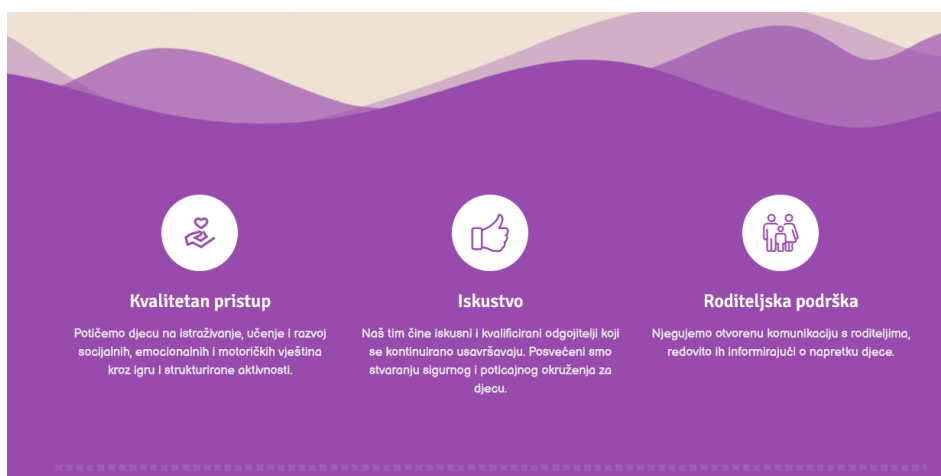 Kvalitetan pristup
Potičemo djecu na istraživanje, učenje i razvoj
socijalnih, emocionalnih i motoričkih vještina
kroz igru i strukturirane aktivnosti.
Iskustvo
Naš tim čine iskusni i kvalificirani odgojitelji koji
se kontinuirano usavršavaju. Posvećeni smo
stvaranju sigurnog i poticajnog okruženja za
djecu.
Roditeljska podrška
Njegujemo otvorenu komunikaciju s roditeljima,
redovito ih informirajući o napretku djece.